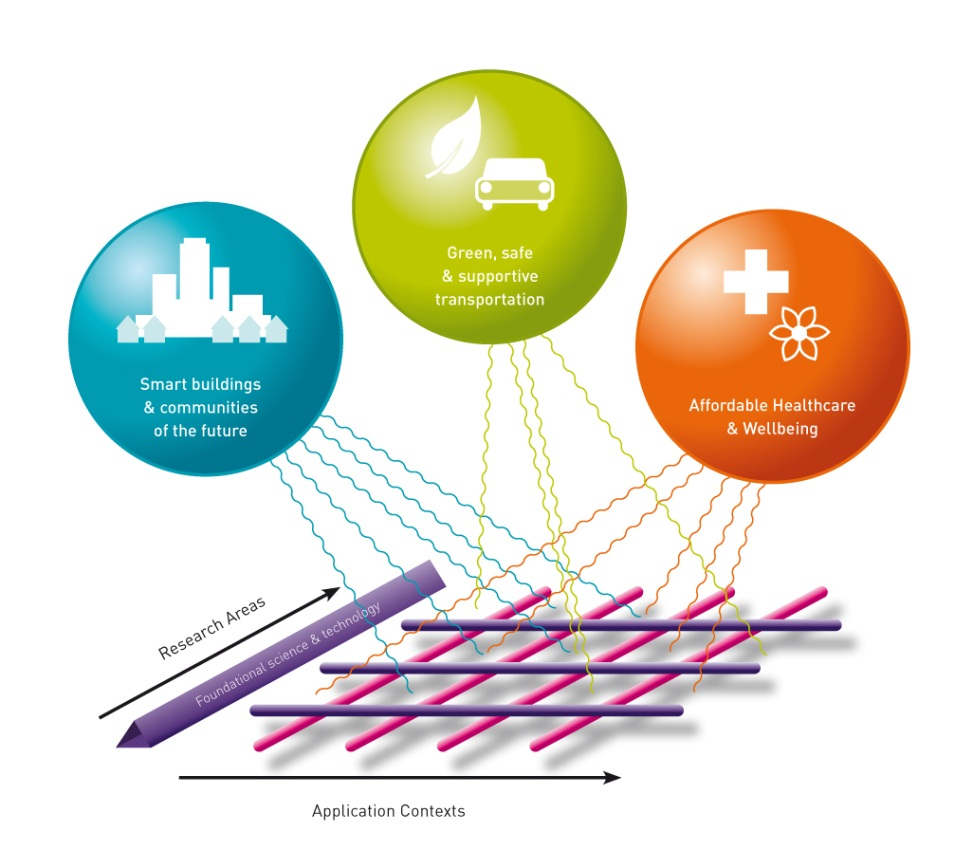 Green, safe
& supportive
transportation
Smart buildings
& communities
of the future
Affordable Healthcare
& Wellbeing
Research Areas
Foundational science & technology
Application Contexts